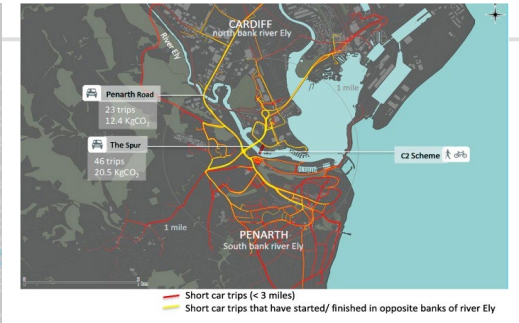 CARDIFF
north bank river Ely
River Ely
1 mile
Penarth Road
23 trips
12.4 KgCO₂
The Spur
46 trips
20.5 KgCO₂
C2 Scheme
1 mile
PENARTH
South bank river Ely
Short car trips (< 3 miles)
Short car trips that have started/ finished in opposite banks of river Ely